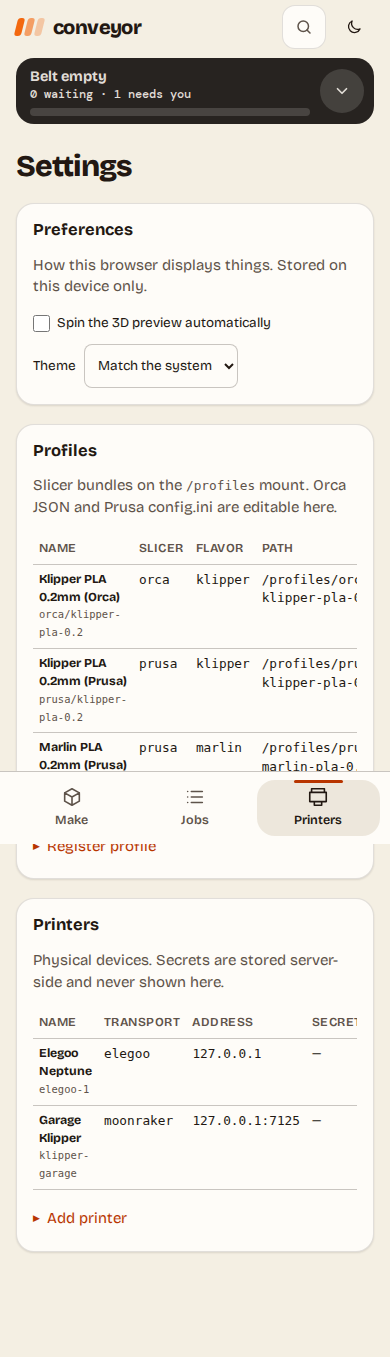 conveyor
Belt empty
0 waiting · 1 needs you
Settings
Preferences
How this browser displays things. Stored on
this device only.
Spin the 3D preview automatically
Theme Match the system
Profiles
Slicer bundles on the /profiles mount. Orca
JSON and Prusa config.ini are editable here.
NAME SLICER FLAVOR PATH
Klipper PLA orca klipper /profiles/orc
0.2mm (Orca) klipper-pla-0
orca/klipper-
pla-0.2
Klipper PLA prusa klipper /profiles/pru
0.2mm (Prusa) klipper-pla-0
prusa/klipper-
pla-0.2
Marlin PLA prusa marlin /profiles/pru
0.2mm (Prusa) marlin-pla-0.
Make Jobs Printers
▸ Register profile
Printers
Physical devices. Secrets are stored server-
side and never shown here.
NAME TRANSPORT ADDRESS SECRET
Elegoo elegoo 127.0.0.1 —
Neptune
elegoo-1
Garage moonraker 127.0.0.1:7125 —
Klipper
klipper-
garage
▸ Add printer